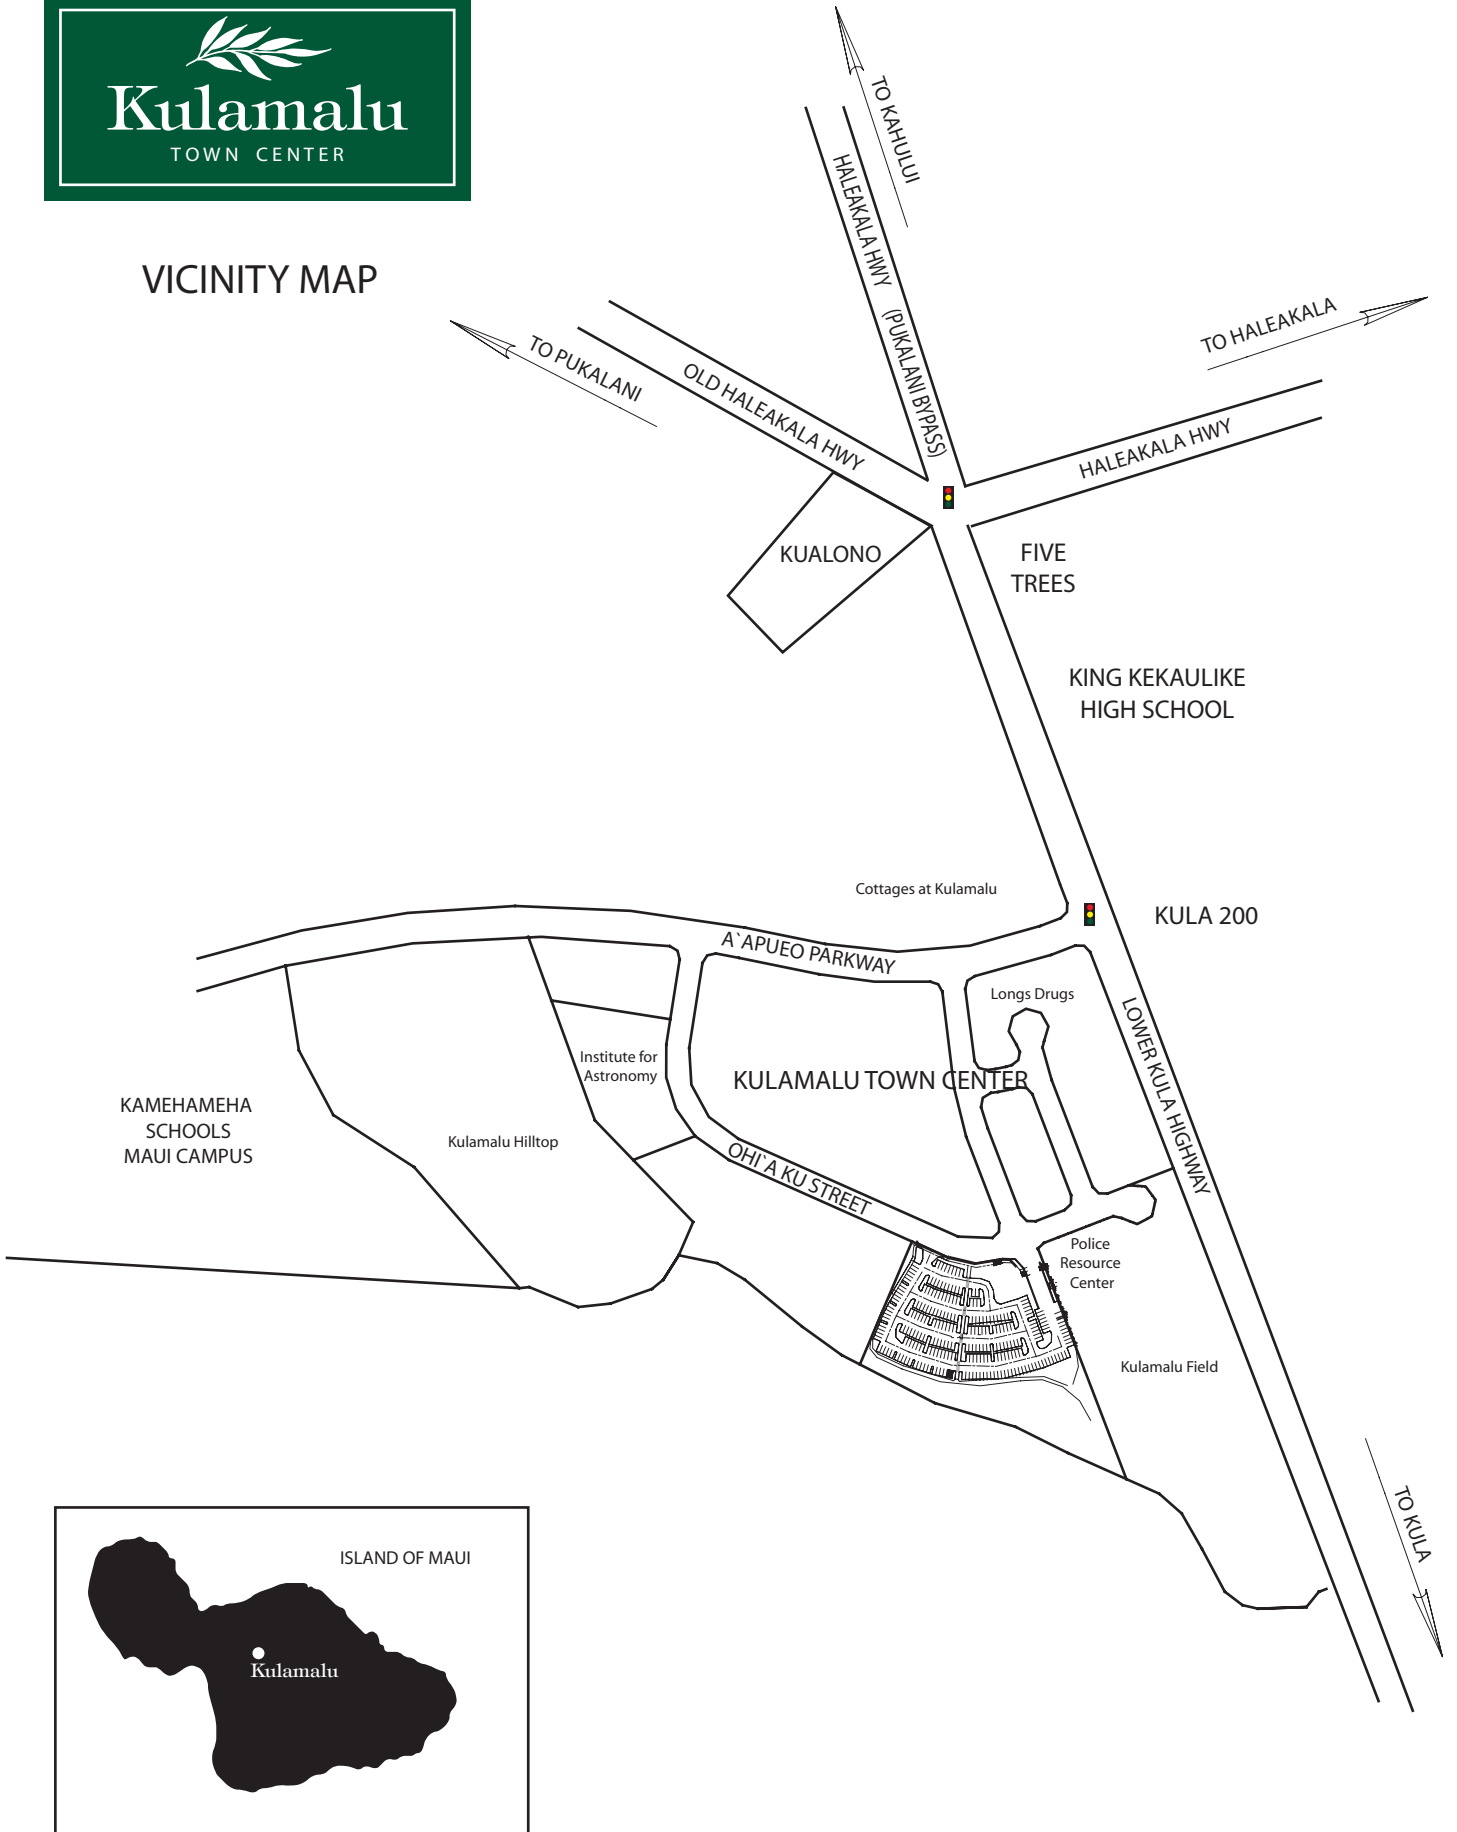 Kulamalu
TOWN CENTER
VICINITY MAP
TO KAHULUI
HALEAKALA HWY (PUKALANI BYPASS)
TO HALEAKALA
TO PUKALANI
OLD HALEAKALA HWY
HALEAKALA HWY
KUALONO
FIVE
TREES
KING KEKAULIKE
HIGH SCHOOL
Cottages at Kulamalu
KULA 200
A`APUEO PARKWAY
Longs Drugs
LOWER KULA HIGHWAY
Institute for
Astronomy
KULAMALU TOWN CENTER
KAMEHAMEHA
SCHOOLS
MAUI CAMPUS
Kulamalu Hilltop
OHI`A KU STREET
Police
Resource
Center
Kulamalu Field
TO KULA
ISLAND OF MAUI
Kulamalu